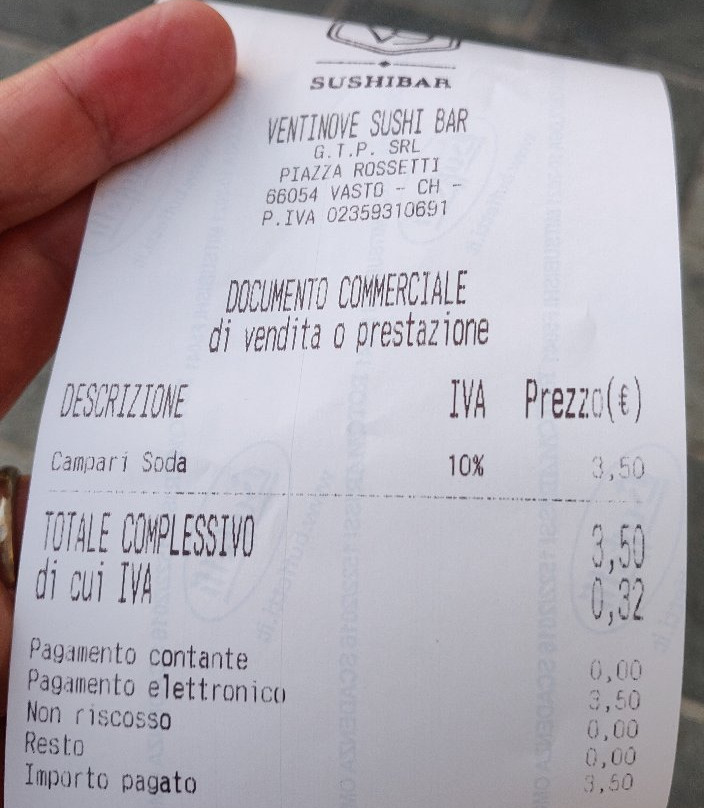 SUSHIBAR
VENTINOVE SUSHI BAR
G.T.P. SRL
PIAZZA ROSSETTI
66054 VASTO - CH -
P.IVA 02359310691
DOCUMENTO COMMERCIALE
di vendita o prestazione
DESCRIZIONE IVA Prezzo(€)
Campari Soda 10% 3,50
TOTALE COMPLESSIVO 3,50
di cui IVA 0,32
Pagamento contante 0,00
Pagamento elettronico 3,50
Non riscosso 0,00
Resto 0,00
Importo pagato 3,50